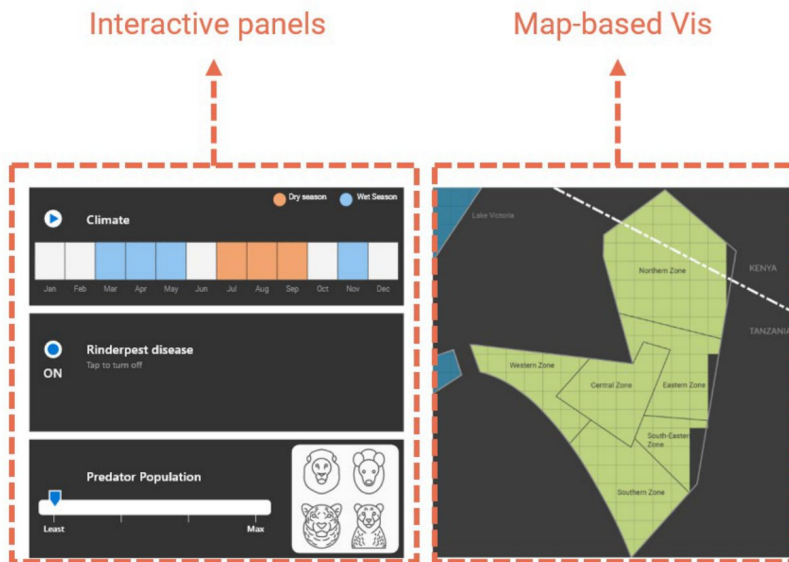 Interactive panels
Map-based Vis
Dry season
Wet Season
Climate
Jan Feb Mar Apr May Jun Jul Aug Sep Oct Nov Dec
Rinderpest disease
ON
Tap to turn off
Predator Population
Least
Max
Lake Victoria
KENYA
Northern Zone
TANZANIA
Western Zone
Central Zone
Eastern Zone
South-Eastern
Zone
Southern Zone